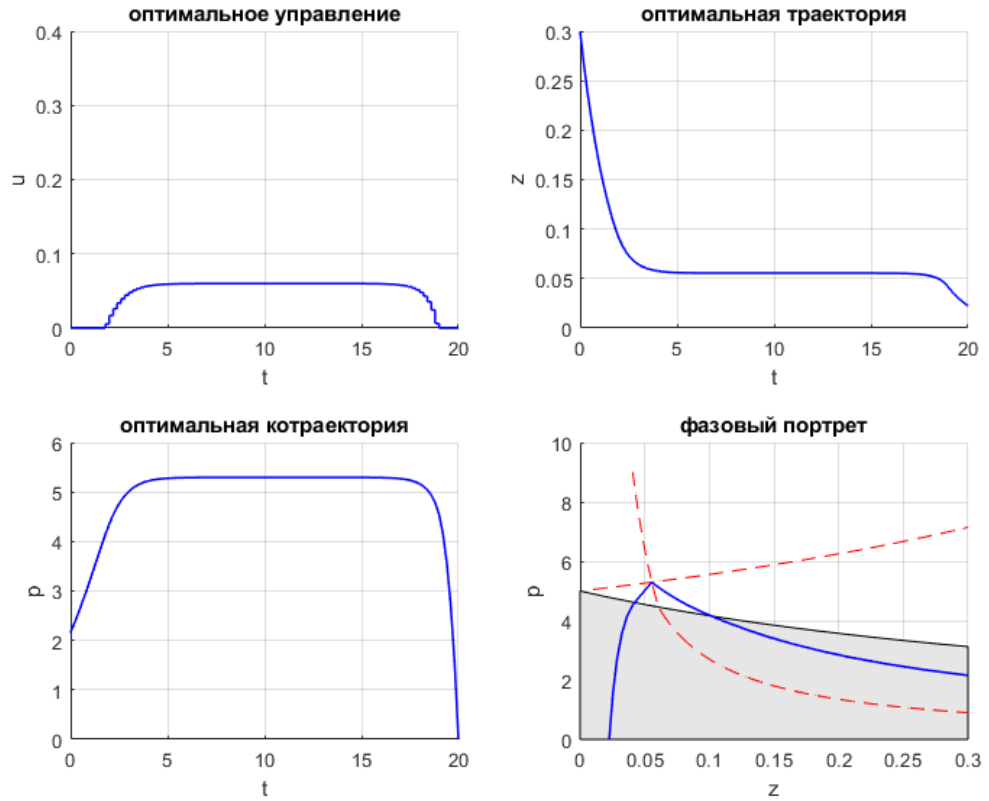 оптимальное управление
0.4
0.3
0.2
0.1
0
u
0 5 10 15 20
t
оптимальная траектория
0.3
0.25
0.2
0.15
0.1
0.05
0
z
0 5 10 15 20
t
оптимальная котраектория
6
5
4
3
2
1
0
p
0 5 10 15 20
t
фазовый портрет
10
8
6
4
2
0
p
0 0.05 0.1 0.15 0.2 0.25 0.3
z